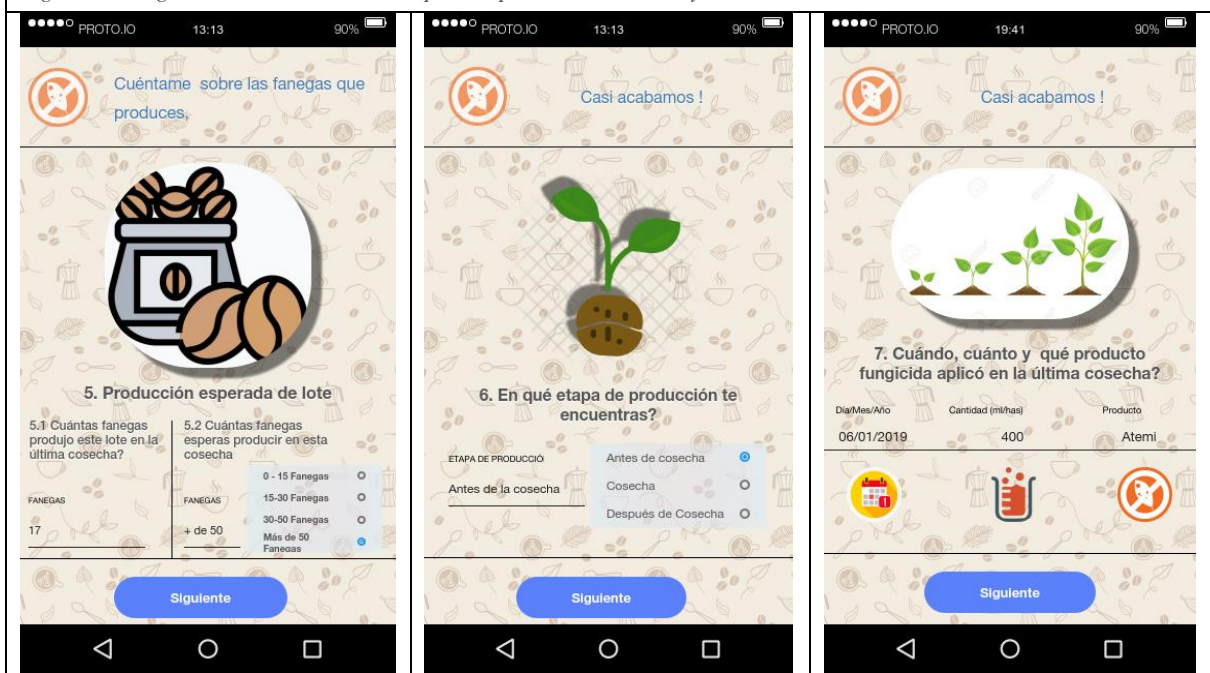 PROTO.IO 13:13 90%
Cuéntame sobre las fanegas que
produces,
5. Producción esperada de lote
5.1 Cuántas fanegas
produjo este lote en la
última cosecha?
FANEGAS
17
5.2 Cuántas fanegas
esperas producir en esta
cosecha
FANEGAS
+ de 50
0 - 15 Fanegas
15-30 Fanegas
30-50 Fanegas
Más de 50
Fanegas
Siguiente
PROTO.IO 13:13 90%
Casi acabamos !
6. En qué etapa de producción te
encuentras?
ETAPA DE PRODUCCIÓ
Antes de la cosecha
Antes de cosecha
Cosecha
Después de Cosecha
Siguiente
PROTO.IO 19:41 90%
Casi acabamos !
7. Cuándo, cuánto y qué producto
fungicida aplicó en la última cosecha?
Dia/Mes/Año Cantidad (ml/has) Producto
06/01/2019 400 Atemi
1
Siguiente